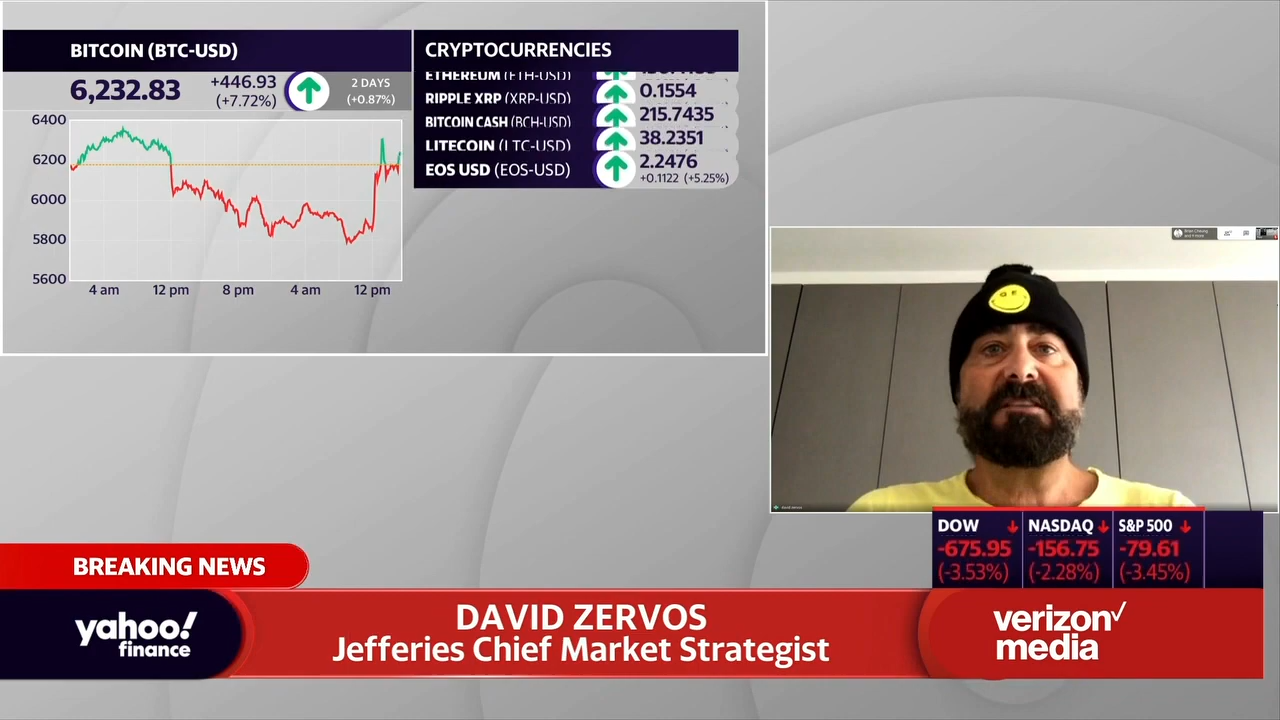 BITCOIN (BTC-USD)
6,232.83
+446.93
(+7.72%)
2 DAYS
(+0.87%)
6400
6200
6000
5800
5600
4 am
12 pm
8 pm
4 am
12 pm
CRYPTOCURRENCIES
ETHEREUM (ETH-USD)
RIPPLE XRP (XRP-USD)
0.1554
BITCOIN CASH (BCH-USD)
215.7435
LITECOIN (LTC-USD)
38.2351
EOS USD (EOS-USD)
2.2476
+0.1122 (+5.25%)
DOW
-675.95
(-3.53%)
NASDAQ
-156.75
(-2.28%)
S&P 500
-79.61
(-3.45%)
BREAKING NEWS
yahoo!
finance
DAVID ZERVOS
Jefferies Chief Market Strategist
verizon
media